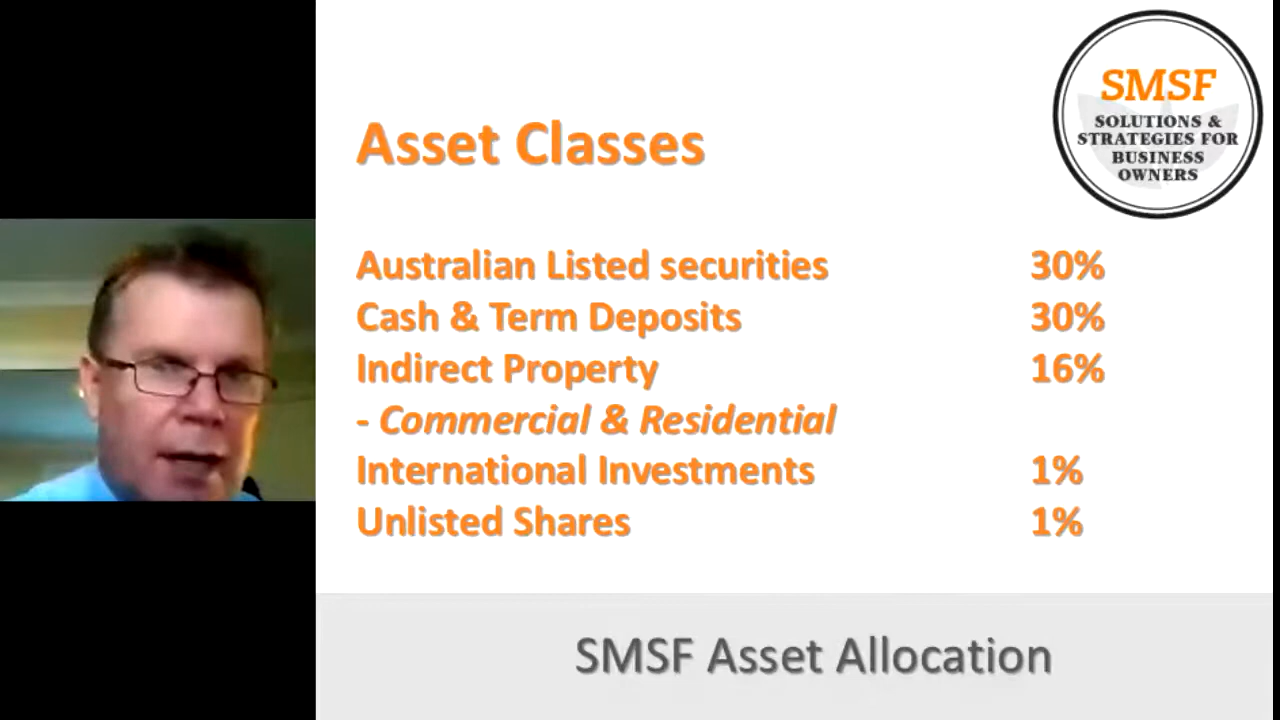 SMSF
SOLUTIONS &
STRATEGIES FOR
BUSINESS
OWNERS
Asset Classes
Australian Listed securities 30%
Cash & Term Deposits 30%
Indirect Property 16%
- Commercial & Residential
International Investments 1%
Unlisted Shares 1%
SMSF Asset Allocation